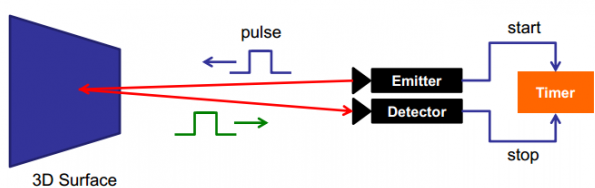 pulse
start
Emitter
Timer
Detector
stop
3D Surface